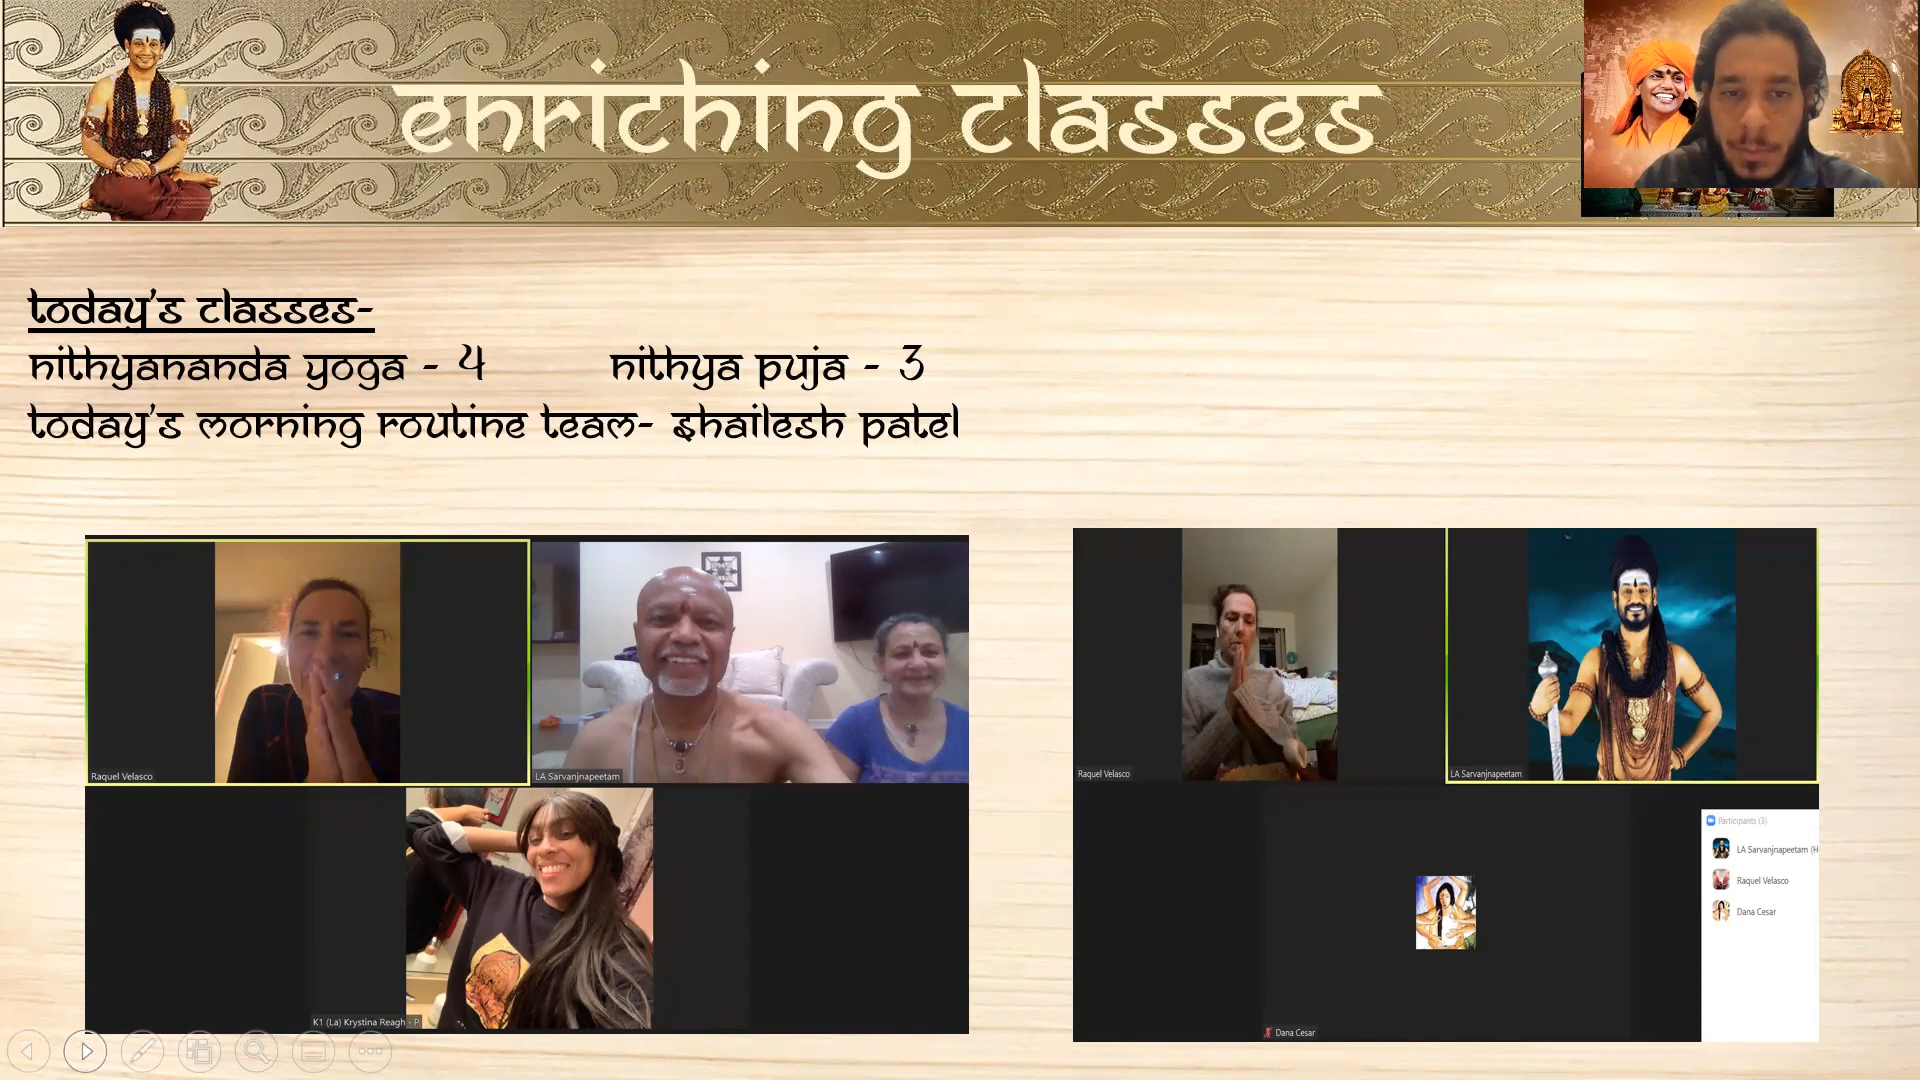 enriching classes
today's classes-
nithyananda yoga - 4    nithya puja - 3
today's morning routine team- shailesh patel
Raquel Velasco
LA Sarvanjnapeetam
K1 (La) Krystina Reagh - P
Raquel Velasco
LA Sarvanjnapeetam
Dana Cesar
Participants (3)
LA Sarvanjnapeetam (H
Raquel Velasco
Dana Cesar